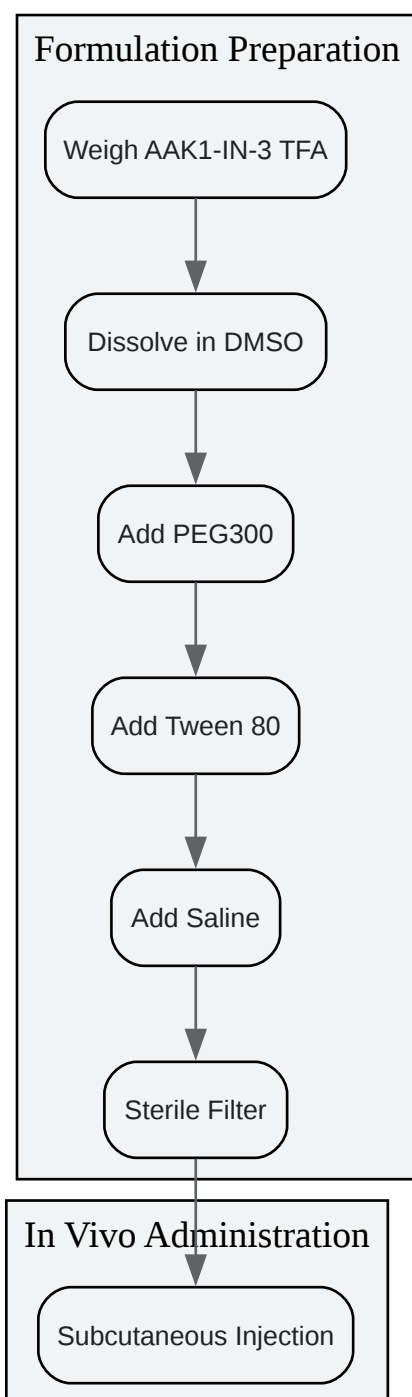 Formulation Preparation
Weigh AAK1-IN-3 TFA
Dissolve in DMSO
Add PEG300
Add Tween 80
Add Saline
Sterile Filter
In Vivo Administration
Subcutaneous Injection